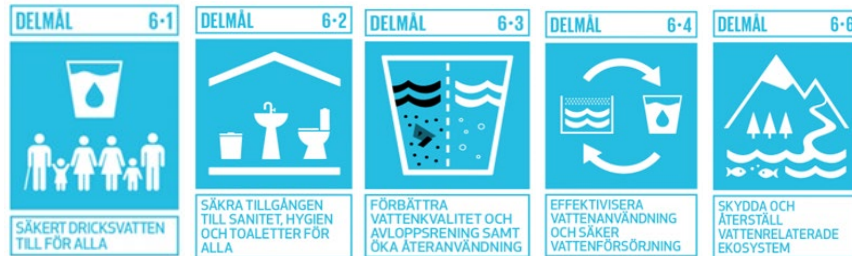 DELMÅL 6·1
SÄKERT DRICKSVATTEN
TILL FÖR ALLA
DELMÅL 6·2
SÄKRA TILLGÅNGEN
TILL SANITET, HYGIEN
OCH TOALETTER FÖR
ALLA
DELMÅL 6·3
FÖRBÄTTRA
VATTENKVALITET OCH
AVLOPPSRENING SAMT
ÖKA ÅTERANVÄNDNING
DELMÅL 6·4
EFFEKTIVISERA
VATTENANVÄNDNING
OCH SÄKER
VATTENFÖRSÖRJNING
DELMÅL 6·6
SKYDDA OCH
ÅTERSTÄLL
VATTENRELATERADE
EKOSYSTEM